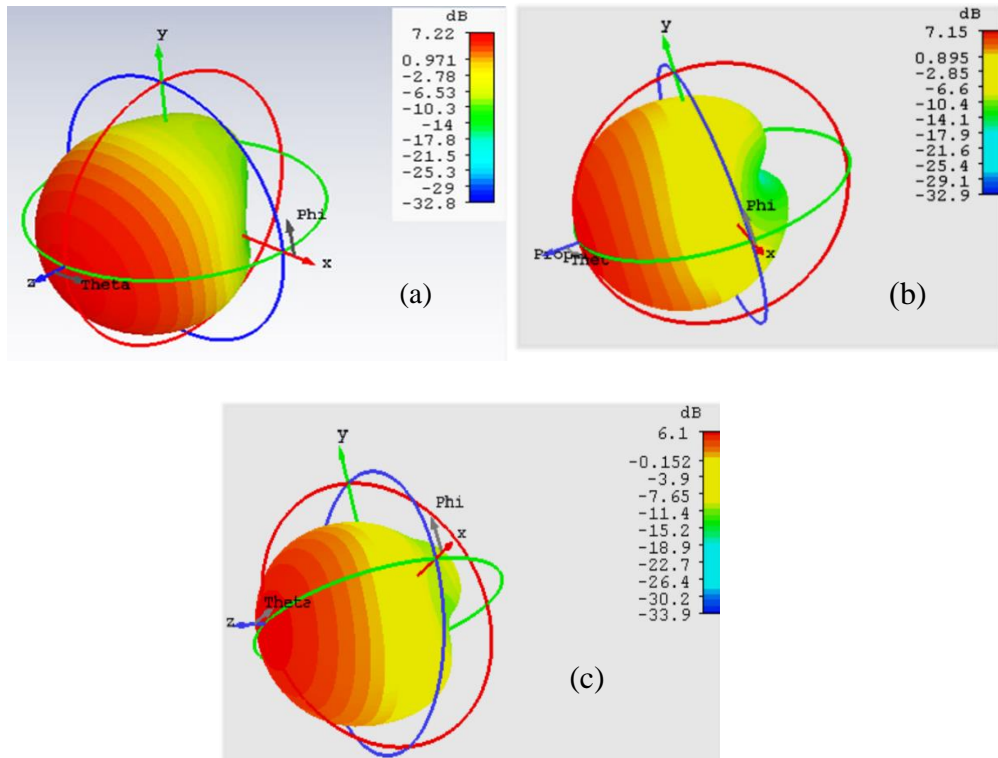 dB
7.22
0.971
-2.78
-6.53
-10.3
-14
-17.8
-21.5
-25.3
-29
-32.8
y
Phi
x
z
Theta
(a)
dB
7.15
0.895
-2.85
-6.6
-10.4
-14.1
-17.9
-21.6
-25.4
-29.1
-32.9
y
Phi
x
(b)
dB
6.1
-0.152
-3.9
-7.65
-11.4
-15.2
-18.9
-22.7
-26.4
-30.2
-33.9
y
Phi
x
Theta
z
(c)